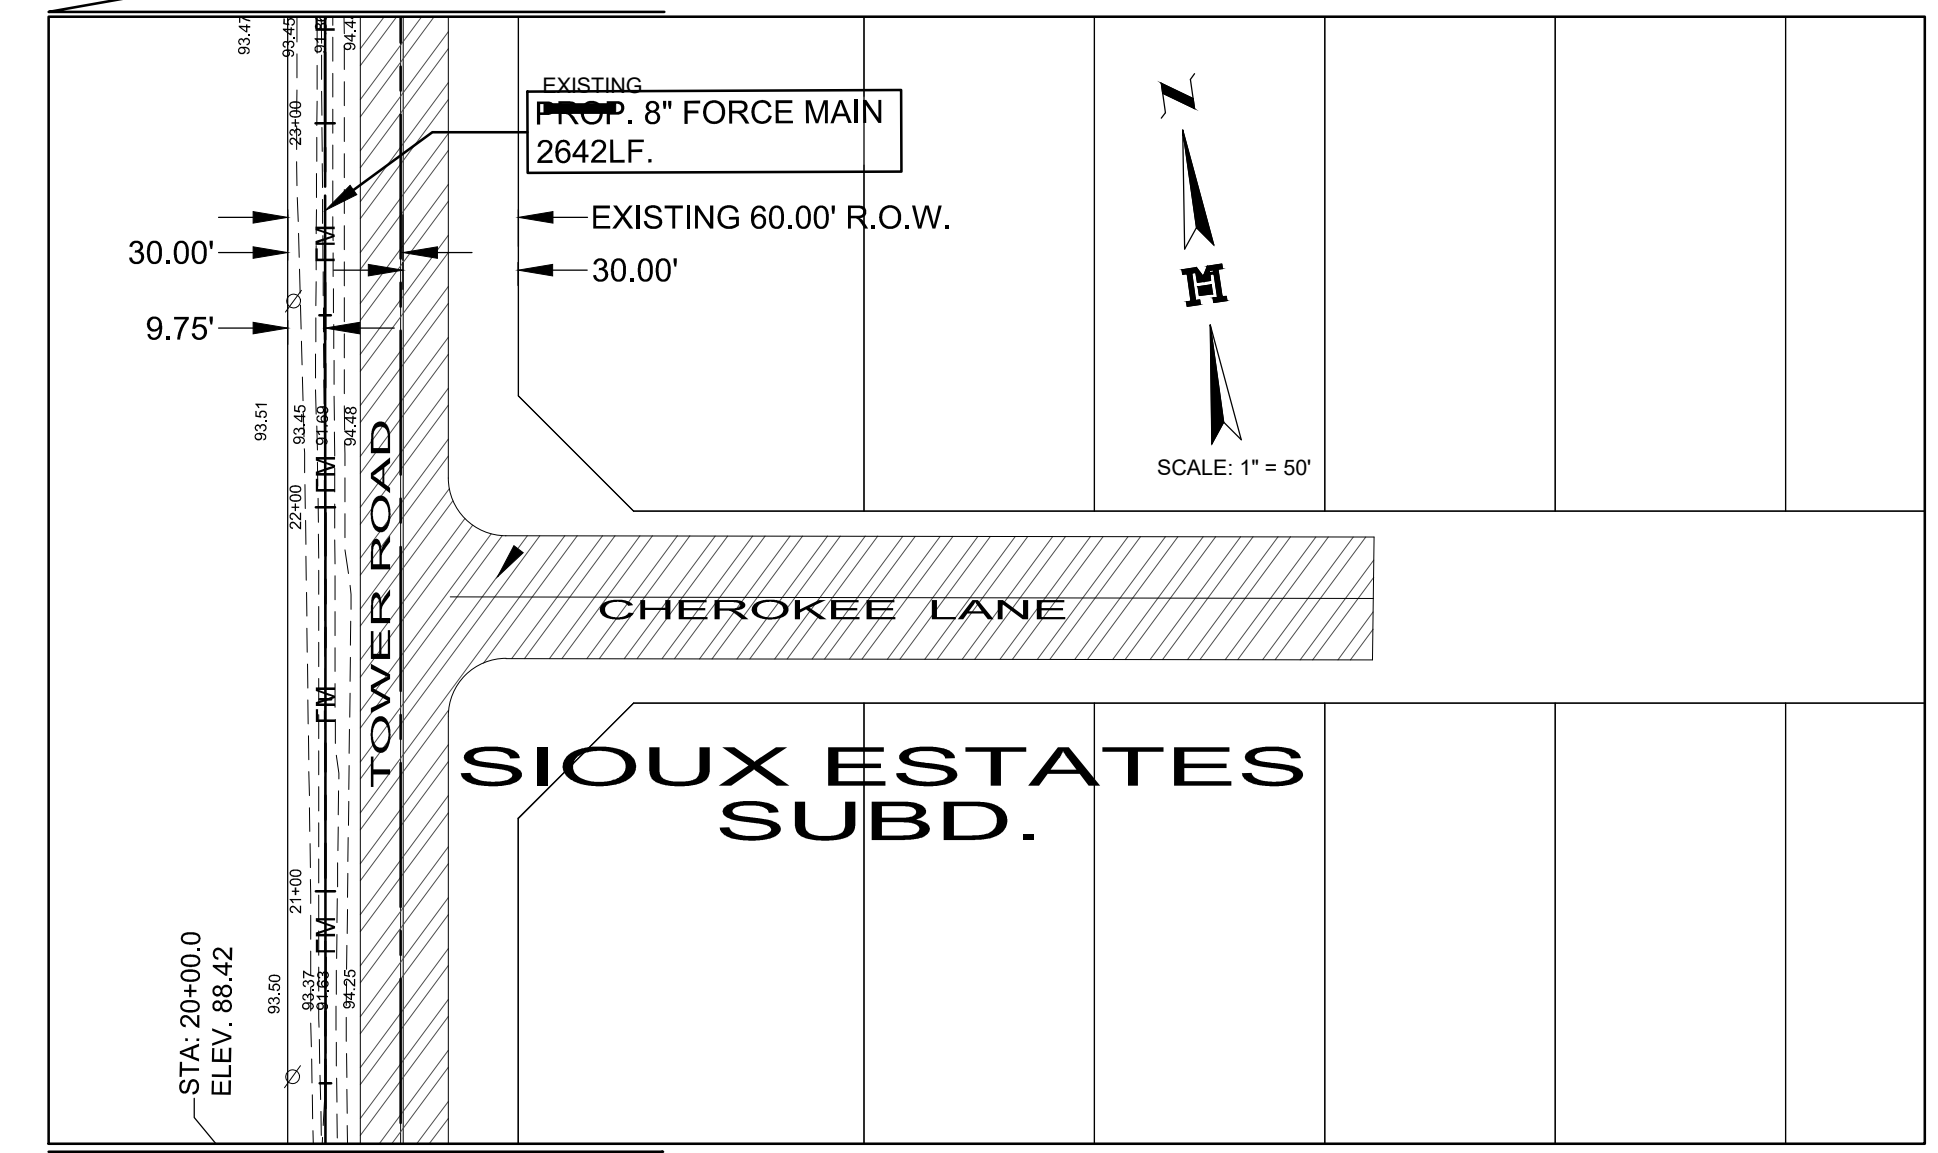 93.47
93.45
94.4
EXISTING
PROP. 8" FORCE MAIN
2642LF.
23+00
EXISTING 60.00' R.O.W.
FM
30.00'
30.00'
9.75'
N
SCALE: 1" = 50'
93.51
93.45
91.69
94.48
FM
22+00
TOWER ROAD
CHEROKEE LANE
FM
SIOUX ESTATES
SUBD.
21+00
FM
93.50
93.37
91.63
94.25
STA: 20+00.0
ELEV. 88.42